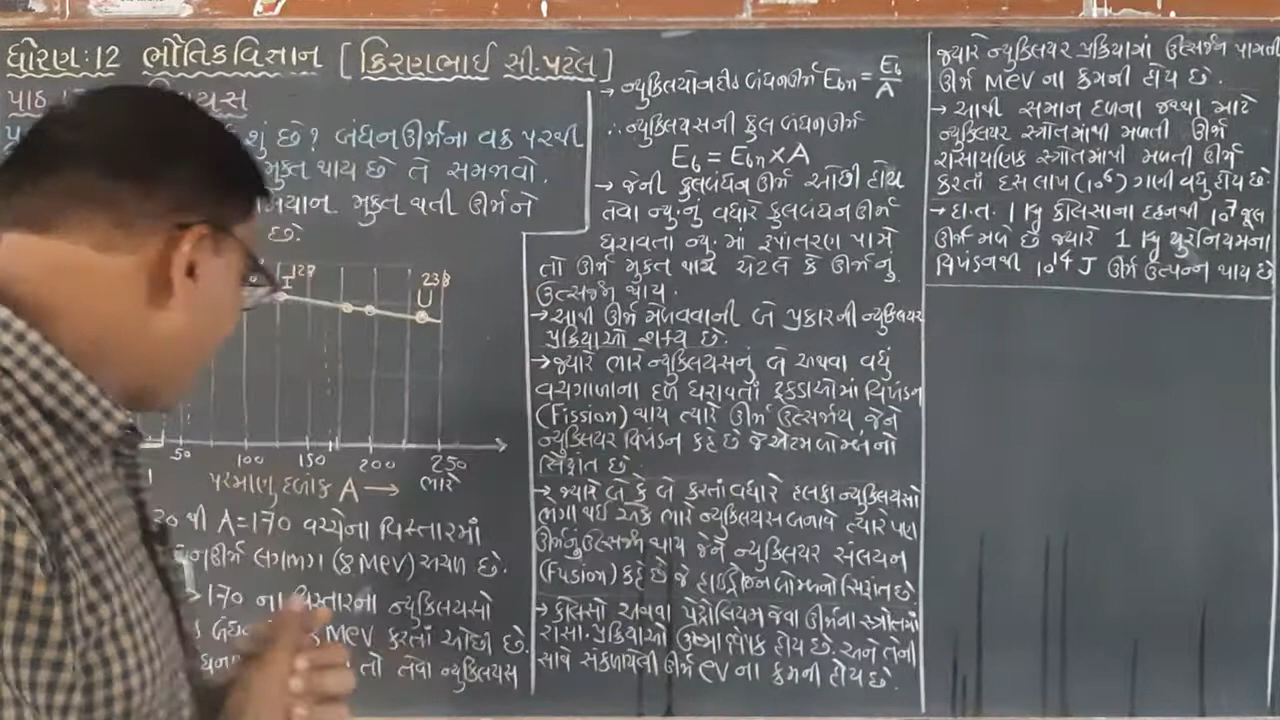 ધોરણ:12 ભૌતિકવિજ્ઞાન [કિરણભાઈ સી.પટેલ]
પાઠ
શું છે? બંધનઊર્જાના વક્ર પરથી
મુક્ત થાય છે તે સમજાવો.
મુક્ત થતી ઊર્જાને
છે.
I 127
238
U
50 100 150 200 250
પરમાણુ દળાંક A → ભારે
થી A=170 વચ્ચેના વિસ્તારમાં
લગભગ (8 MeV) અચળ છે.
170 ના વિસ્તારના ન્યુક્લિયસો
MeV કરતાં ઓછી છે.
તો તેવા ન્યુક્લિયસ
→ ન્યુક્લિયોન દીઠ બંધનઊર્જા Ebn = Eb/A
∴ ન્યુક્લિયસની કુલ બંધનઊર્જા
Eb = Ebn × A
→ જેની કુલબંધન ઊર્જા ઓછી હોય
તેવા ન્યુ.નું વધારે કુલબંધનઊર્જા
ધરાવતા ન્યુ. માં રૂપાંતરણ પામે
તો ઊર્જા મુક્ત થાય એટલે કે ઊર્જાનું
ઉત્સર્જન થાય.
→ આથી ઊર્જા મેળવવાની બે પ્રકારની ન્યુક્લિયર
પ્રક્રિયાઓ શક્ય છે.
→ જ્યારે ભારે ન્યુક્લિયસનું બે અથવા વધું
વચગાળાના દળ ધરાવતાં ટુકડાઓમાં વિખંડન
(Fission) થાય ત્યારે ઊર્જા ઉત્સર્જાય જેને
ન્યુક્લિયર વિખંડન કહે છે જે એટમબોમ્બનો
સિદ્ધાંત છે.
→ જ્યારે બે કે બે કરતાં વધારે હલકા ન્યુક્લિયસો
ભેગા થઈ એક ભારે ન્યુક્લિયસ બનાવે ત્યારે પણ
ઊર્જાનું ઉત્સર્જન થાય જેને ન્યુક્લિયર સંલયન
(Fusion) કહે છે જે હાઇડ્રોજન બોમ્બનો સિદ્ધાંત છે
→ કોલસો અથવા પેટ્રોલિયમ જેવા ઊર્જાના સ્ત્રોતમાં
રાસા. પ્રક્રિયાઓ ઉષ્માક્ષેપક હોય છે. અને તેની
સાથે સંકળાયેલી ઊર્જા eV ના ક્રમની હોય છે.
જ્યારે ન્યુક્લિયર પ્રક્રિયામાં ઉત્સર્જન પામતી
ઊર્જા MeV ના ક્રમની હોય છે.
→ આથી સમાન દળના જથ્થા માટે
ન્યુક્લિયર સ્ત્રોતમાંથી મળતી ઊર્જા
રાસાયણિક સ્ત્રોતમાંથી મળતી ઊર્જા
કરતાં દસ લાખ (10⁶) ગણી વધુ હોય છે.
→ દા.ત. 1 Kg કોલસાના દહનથી 10⁷ જૂલ
ઊર્જા મળે છે જ્યારે 1 Kg યુરેનિયમના
વિખંડનથી 10¹⁴ J ઊર્જા ઉત્પન્ન થાય છે